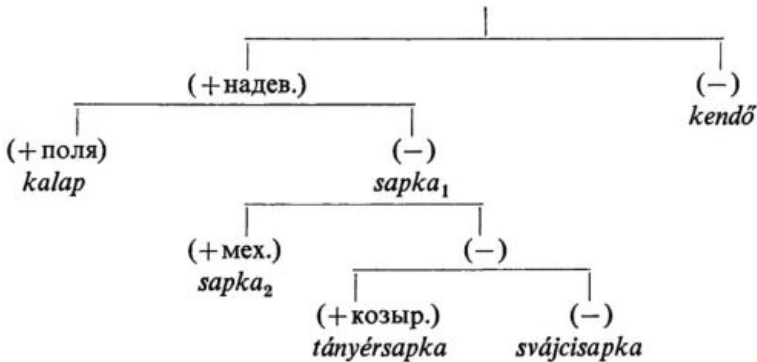 (+надев.) (−)
kendő
(+поля) (−)
kalap sapka₁
(+мех.) (−)
sapka₂
(+козыр.) (−)
tányérsapka svájcisapka